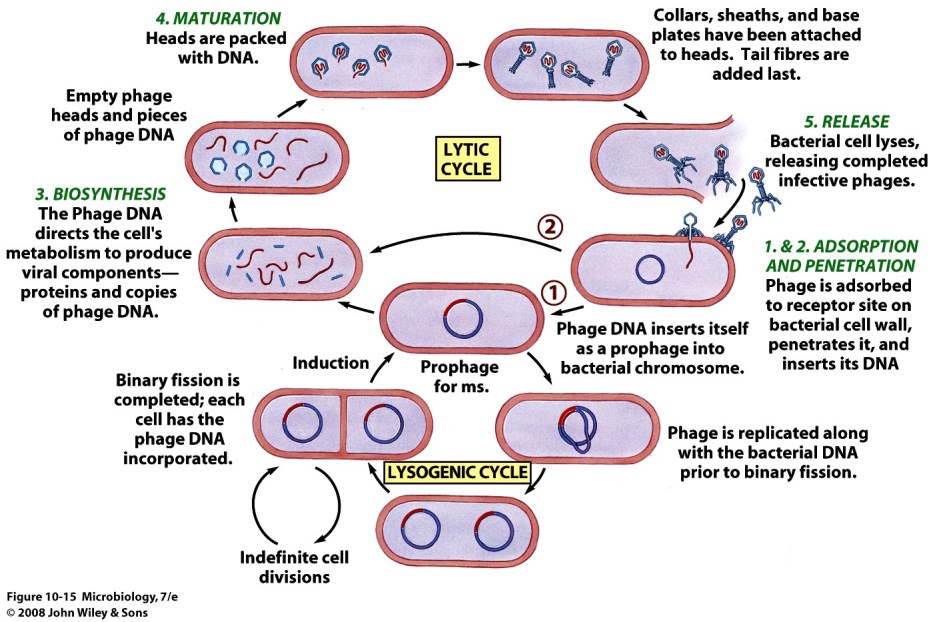 4. MATURATION
Heads are packed
with DNA.
Collars, sheaths, and base
plates have been attached
to heads. Tail fibres are
added last.
Empty phage
heads and pieces
of phage DNA
LYTIC
CYCLE
5. RELEASE
Bacterial cell lyses,
releasing completed
infective phages.
3. BIOSYNTHESIS
The Phage DNA
directs the cell's
metabolism to produce
viral components—
proteins and copies
of phage DNA.
2
1
1. & 2. ADSORPTION
AND PENETRATION
Phage is adsorbed
to receptor site on
bacterial cell wall,
penetrates it, and
inserts its DNA
Phage DNA inserts itself
as a prophage into
bacterial chromosome.
Induction
Prophage
for ms.
Binary fission is
completed; each
cell has the
phage DNA
incorporated.
Phage is replicated along
with the bacterial DNA
prior to binary fission.
LYSOGENIC CYCLE
Indefinite cell
divisions
Figure 10-15 Microbiology, 7/e
© 2008 John Wiley & Sons